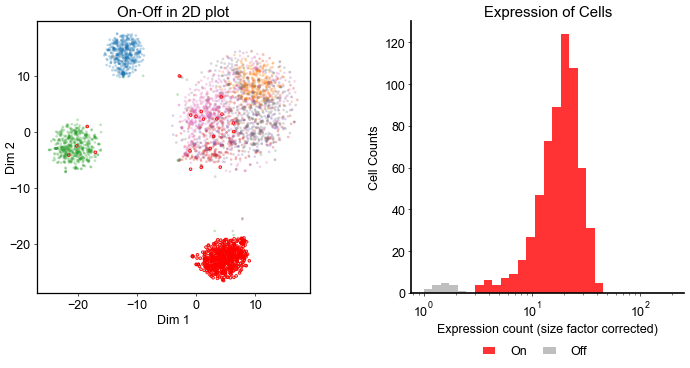 On-Off in 2D plot
Dim 2
10
0
−10
−20
−20 −10 0 10
Dim 1
Expression of Cells
Cell Counts
120
100
80
60
40
20
0
10^0 10^1 10^2
Expression count (size factor corrected)
On Off